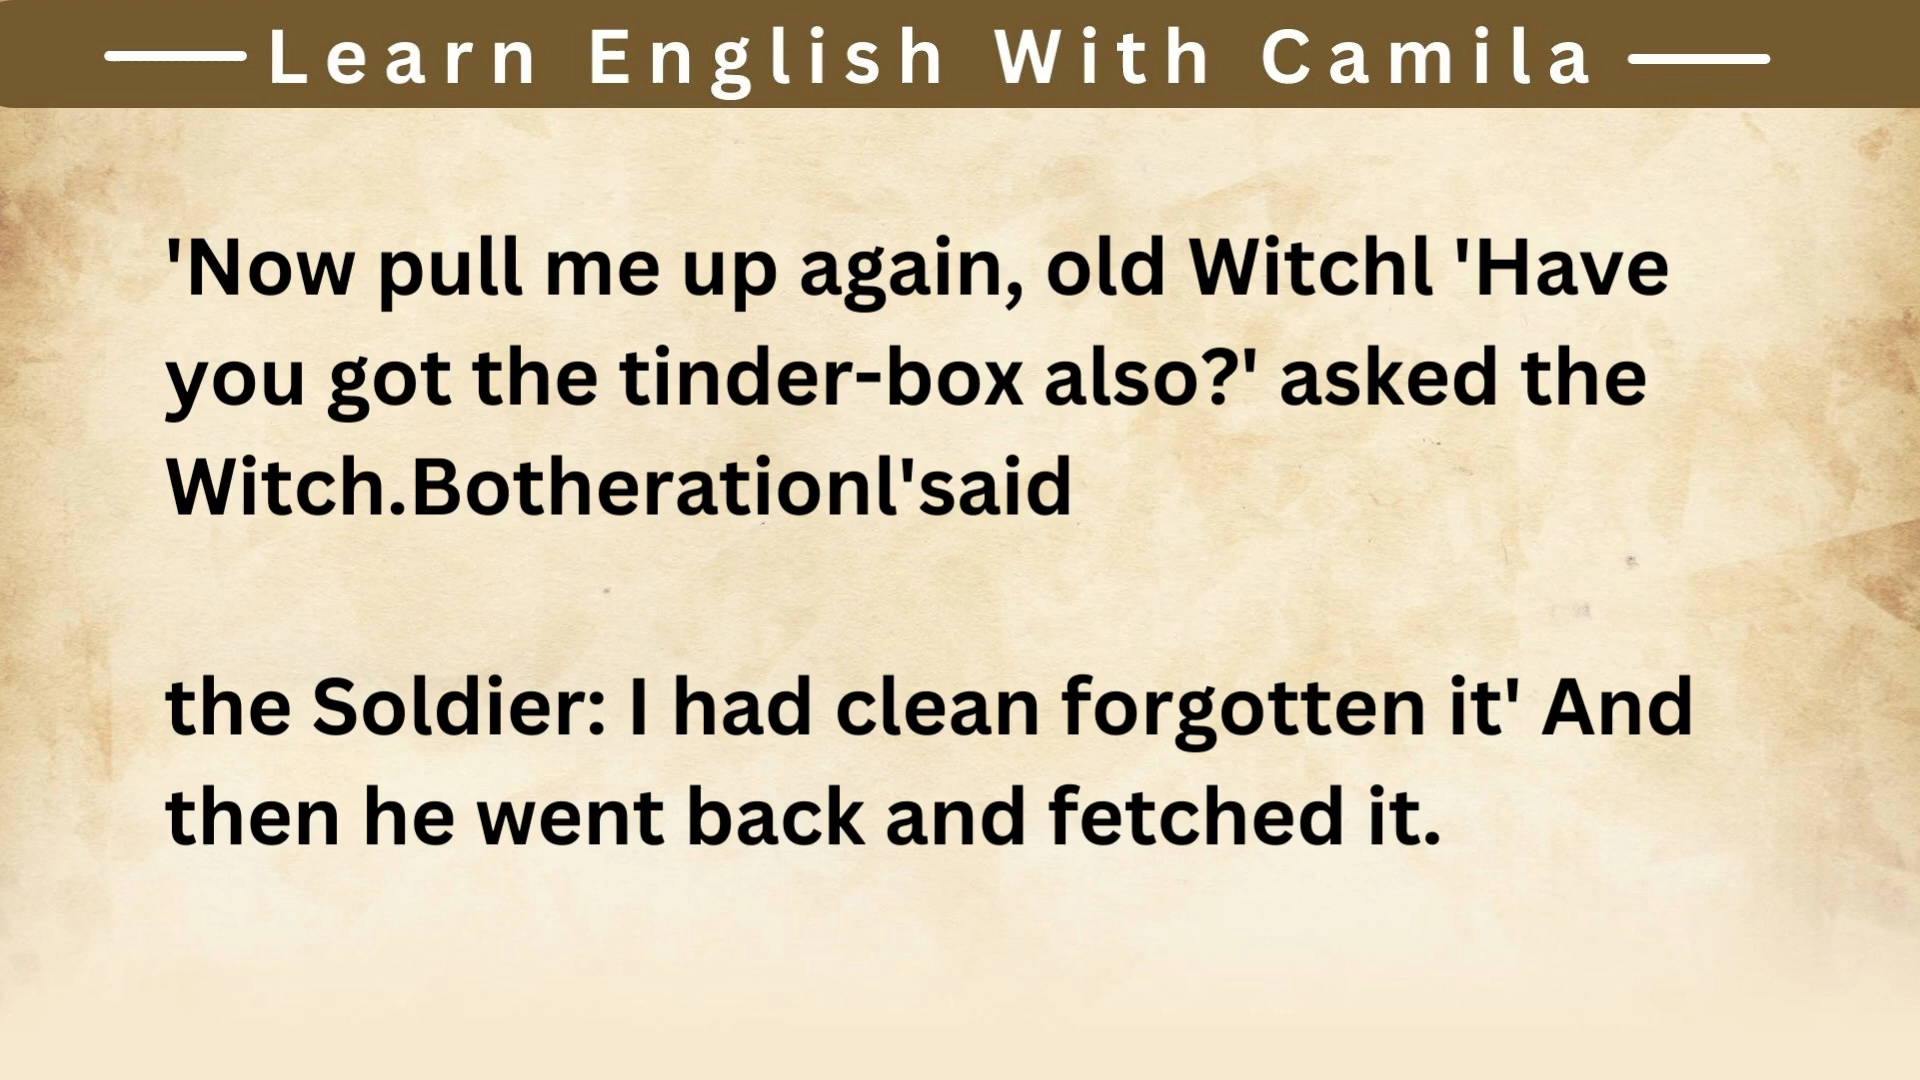 Learn English With Camila
'Now pull me up again, old Witchl 'Have
you got the tinder-box also?' asked the
Witch.Botherationl'said
the Soldier: I had clean forgotten it' And
then he went back and fetched it.